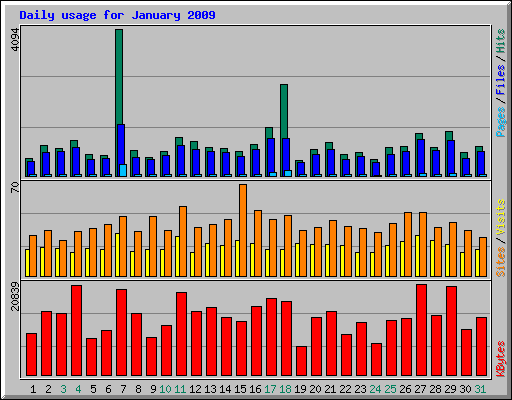 Daily usage for January 2009
4094
Pages / Files / Hits
70
Sites / Visits
20839
KBytes
1 2 3 4 5 6 7 8 9 10 11 12 13 14 15 16 17 18 19 20 21 22 23 24 25 26 27 28 29 30 31